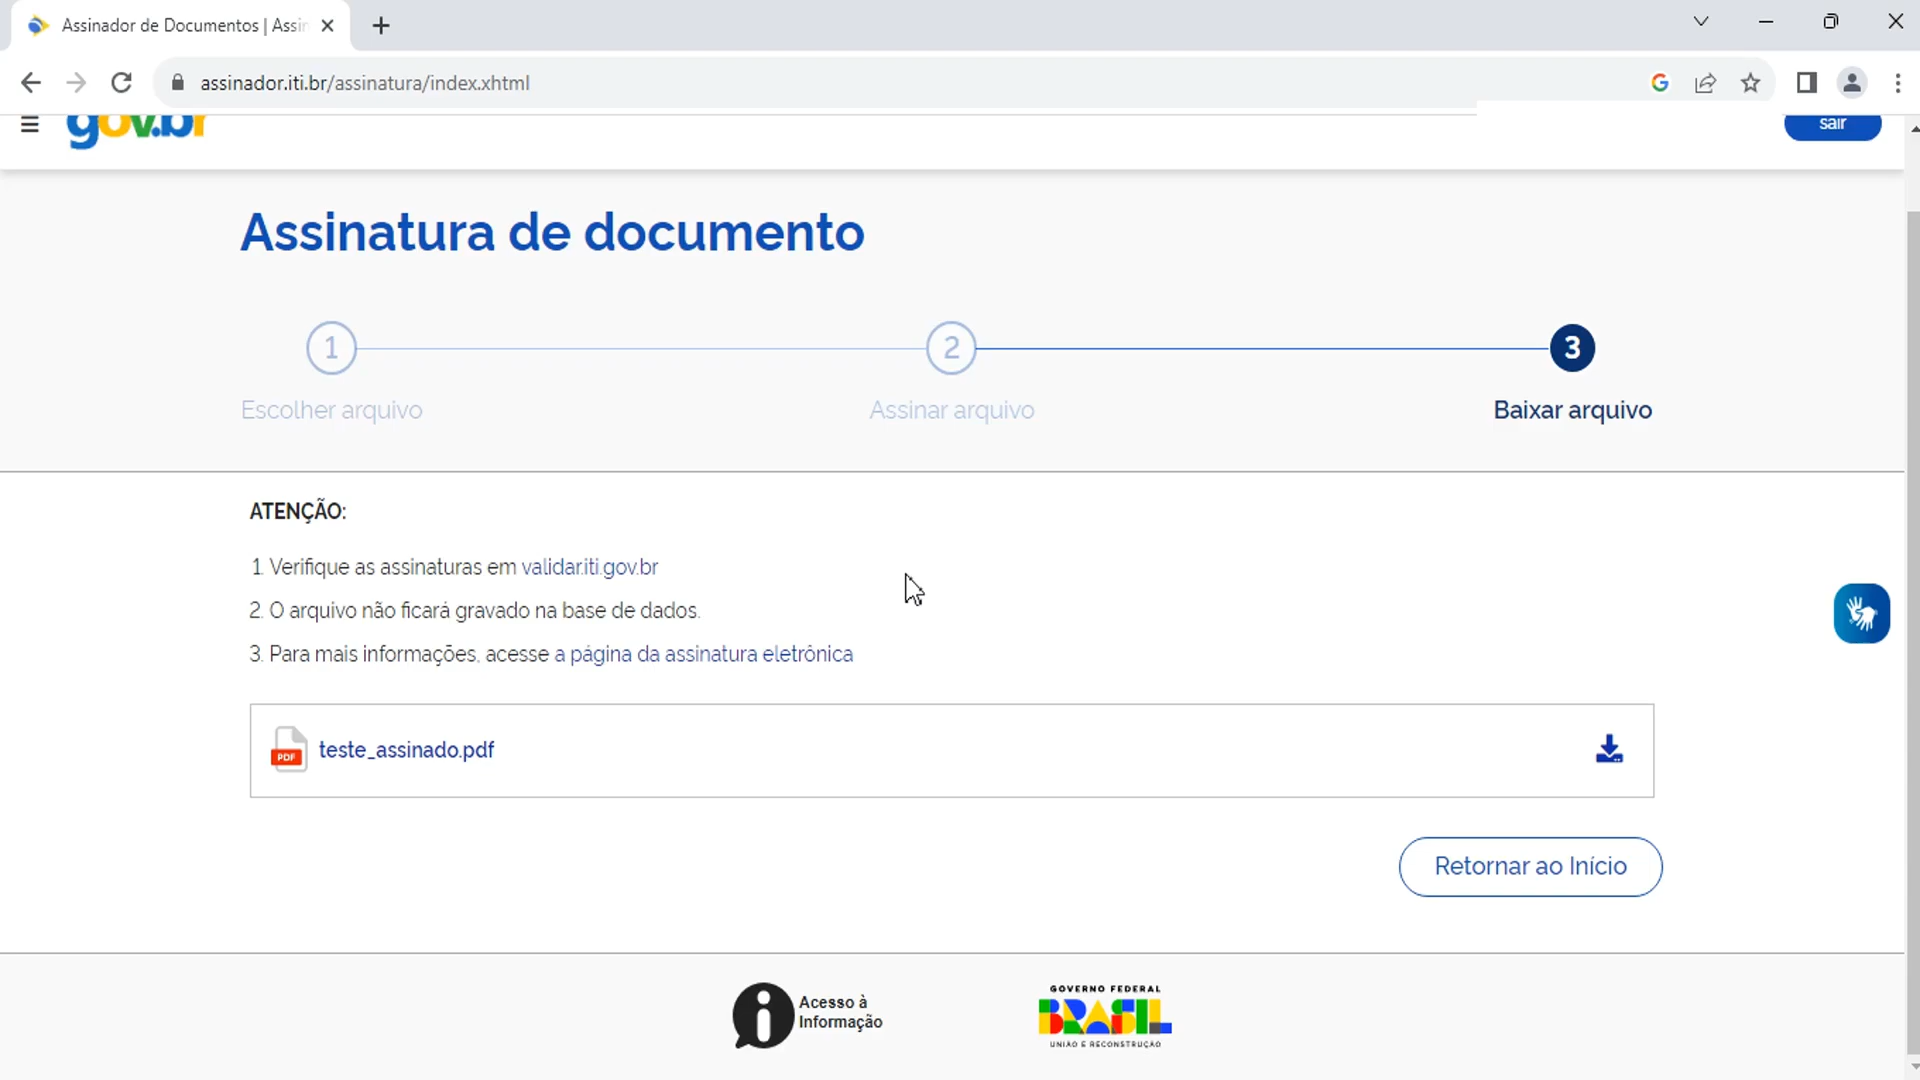 Assinador de Documentos | Assin
assinador.iti.br/assinatura/index.xhtml
gov.br
sair
Assinatura de documento
1
2
3
Escolher arquivo
Assinar arquivo
Baixar arquivo
ATENÇÃO:
1. Verifique as assinaturas em validar.iti.gov.br
2. O arquivo não ficará gravado na base de dados.
3. Para mais informações, acesse a página da assinatura eletrônica
PDF
teste_assinado.pdf
Retornar ao Início
Acesso à
Informação
GOVERNO FEDERAL
BRASIL
UNIÃO E RECONSTRUÇÃO